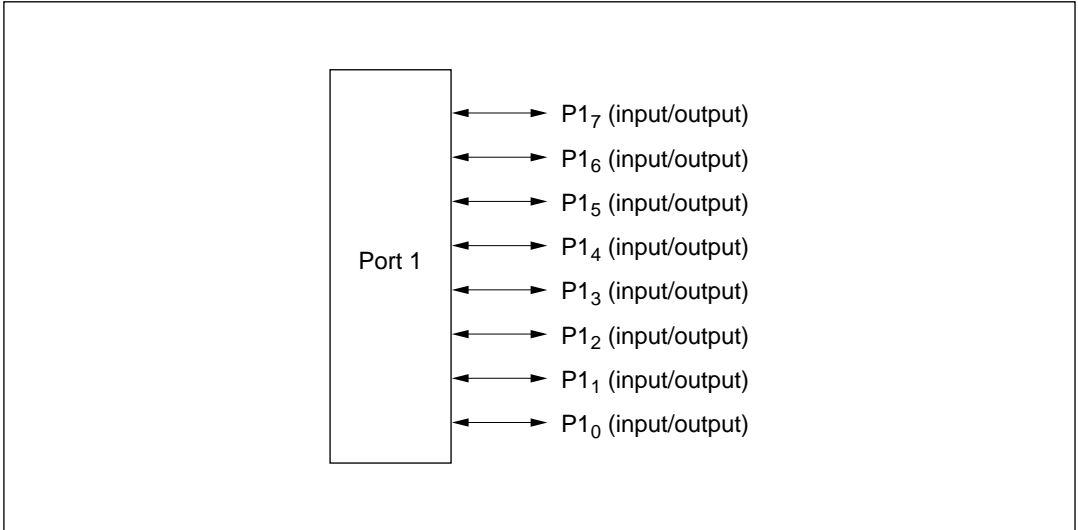 P1₇ (input/output)
P1₆ (input/output)
P1₅ (input/output)
P1₄ (input/output)
Port 1
P1₃ (input/output)
P1₂ (input/output)
P1₁ (input/output)
P1₀ (input/output)